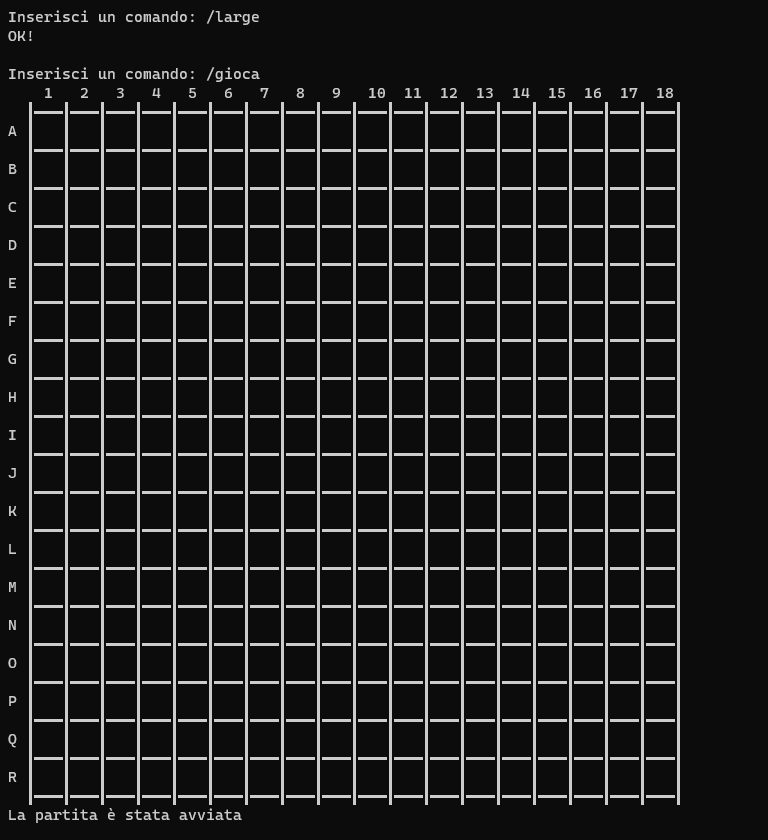 Inserisci un comando: /large
OK!
Inserisci un comando: /gioca
1 2 3 4 5 6 7 8 9 10 11 12 13 14 15 16 17 18
A
B
C
D
E
F
G
H
I
J
K
L
M
N
O
P
Q
R
La partita è stata avviata